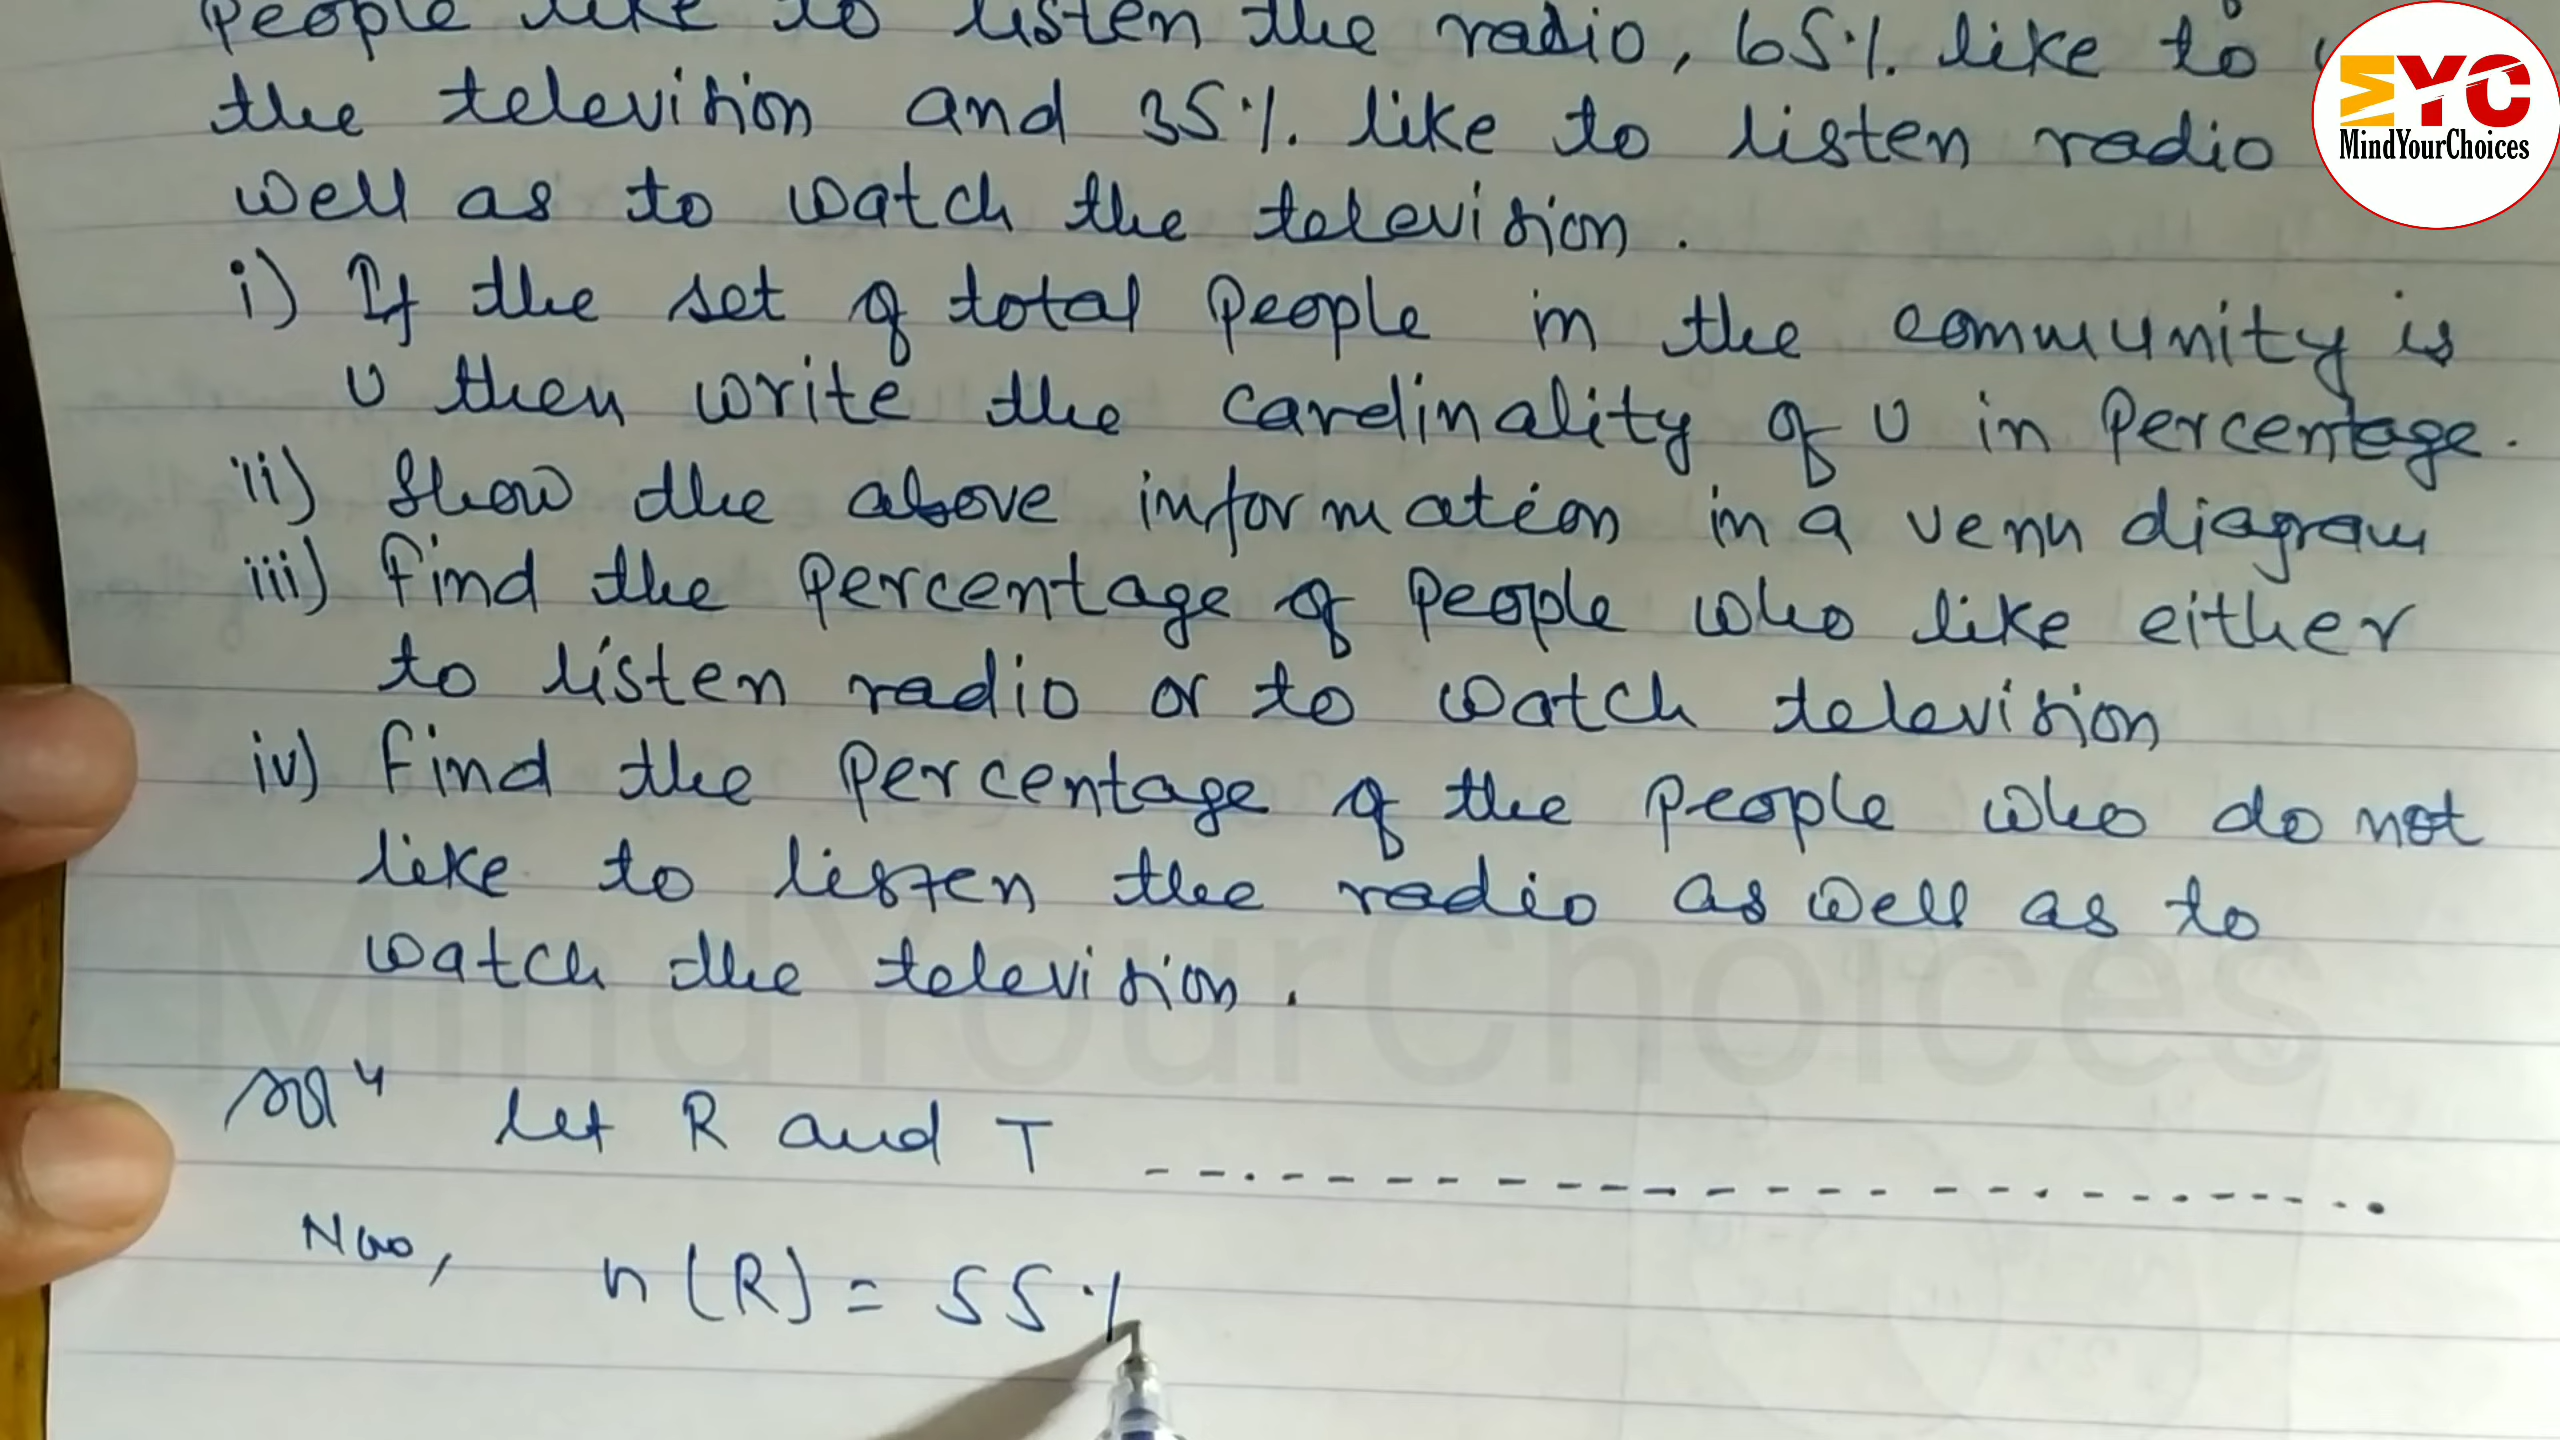 people like to listen the radio, 65%. like to
the television and 35%. like to listen radio
well as to watch the television.
i) If the set of total people in the community is
U then write the cardinality of U in percentage.
ii) Show the above information in a venn diagram
iii) Find the percentage of people who like either
to listen radio or to watch television
iv) Find the percentage of the people who do not
like to listen the radio as well as to
watch the television.
Solⁿ Let R and T ---------------------.
Now, n(R) = 55%
MYC
MindYourChoices
MindYourChoices